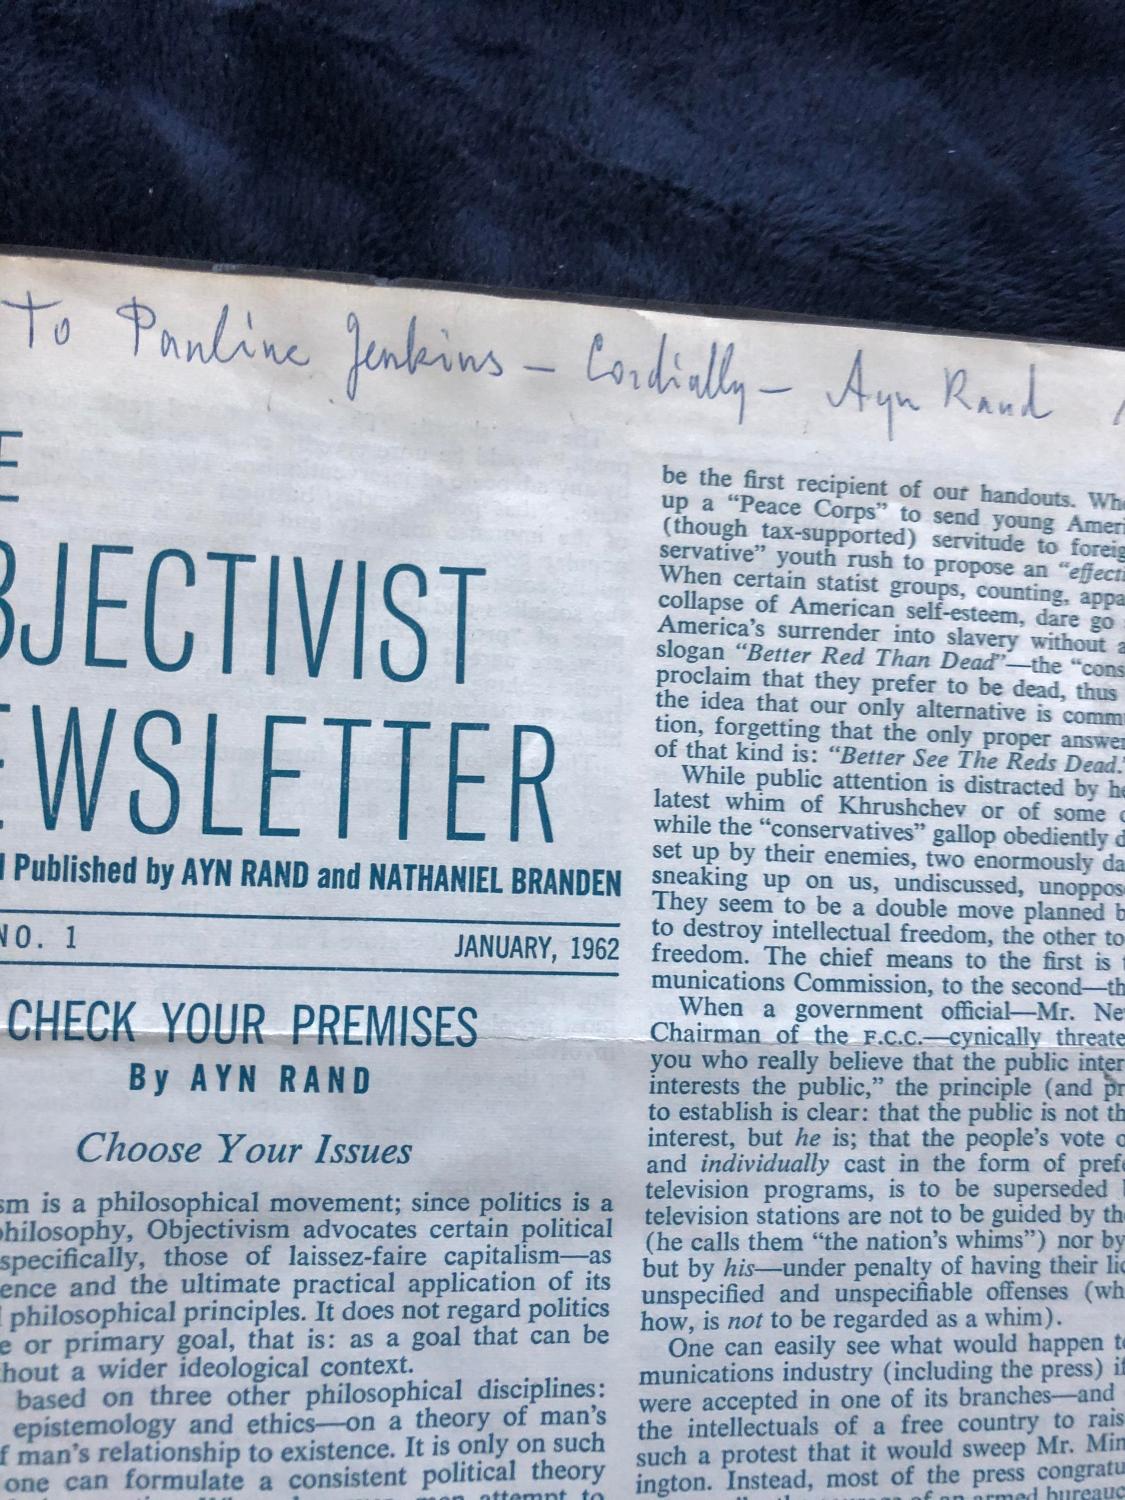 To Pauline Jenkins – Cordially – Ayn Rand
E
BJECTIVIST
EWSLETTER
Published by AYN RAND and NATHANIEL BRANDEN
NO. 1 JANUARY, 1962
CHECK YOUR PREMISES
By AYN RAND
Choose Your Issues
sm is a philosophical movement; since politics is a
philosophy, Objectivism advocates certain political
specifically, those of laissez-faire capitalism—as
ence and the ultimate practical application of its
philosophical principles. It does not regard politics
e or primary goal, that is: as a goal that can be
hout a wider ideological context.
based on three other philosophical disciplines:
epistemology and ethics—on a theory of man's
f man's relationship to existence. It is only on such
one can formulate a consistent political theory
attempt to
be the first recipient of our handouts. Whe
up a “Peace Corps” to send young Ameri
(though tax-supported) servitude to foreig
servative” youth rush to propose an “effecti
When certain statist groups, counting, appa
collapse of American self-esteem, dare go
America's surrender into slavery without a
slogan “Better Red Than Dead”—the “cons
proclaim that they prefer to be dead, thus
the idea that our only alternative is comm
tion, forgetting that the only proper answer
of that kind is: “Better See The Reds Dead.”
While public attention is distracted by he
latest whim of Khrushchev or of some
while the “conservatives” gallop obediently d
set up by their enemies, two enormously da
sneaking up on us, undiscussed, unoppose
They seem to be a double move planned b
to destroy intellectual freedom, the other to
freedom. The chief means to the first is
munications Commission, to the second—th
When a government official—Mr. Ne
Chairman of the F.C.C.—cynically threate
you who really believe that the public inter
interests the public,” the principle (and pr
to establish is clear: that the public is not th
interest, but he is; that the people's vote
and individually cast in the form of prefe
television programs, is to be superseded
television stations are not to be guided by the
(he calls them “the nation's whims”) nor by
but by his—under penalty of having their lic
unspecified and unspecifiable offenses (wh
how, is not to be regarded as a whim).
One can easily see what would happen to
munications industry (including the press) if
were accepted in one of its branches—and
the intellectuals of a free country to rais
such a protest that it would sweep Mr. Min
ington. Instead, most of the press congratu
of an armed bureauc